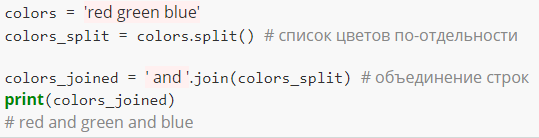 colors = 'red green blue'
colors_split = colors.split() # список цветов по-отдельности
colors_joined = ' and '.join(colors_split) # объединение строк
print(colors_joined)
# red and green and blue